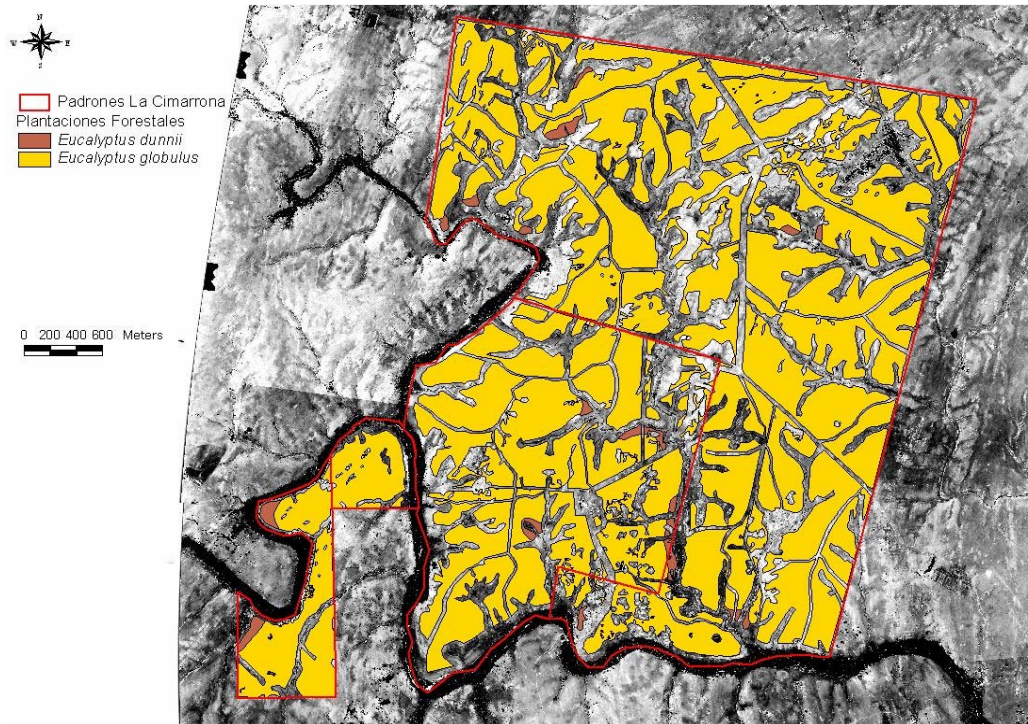 N
W E
S
Padrones La Cimarrona
Plantaciones Forestales
Eucalyptus dunnii
Eucalyptus globulus
0 200 400 600 Meters